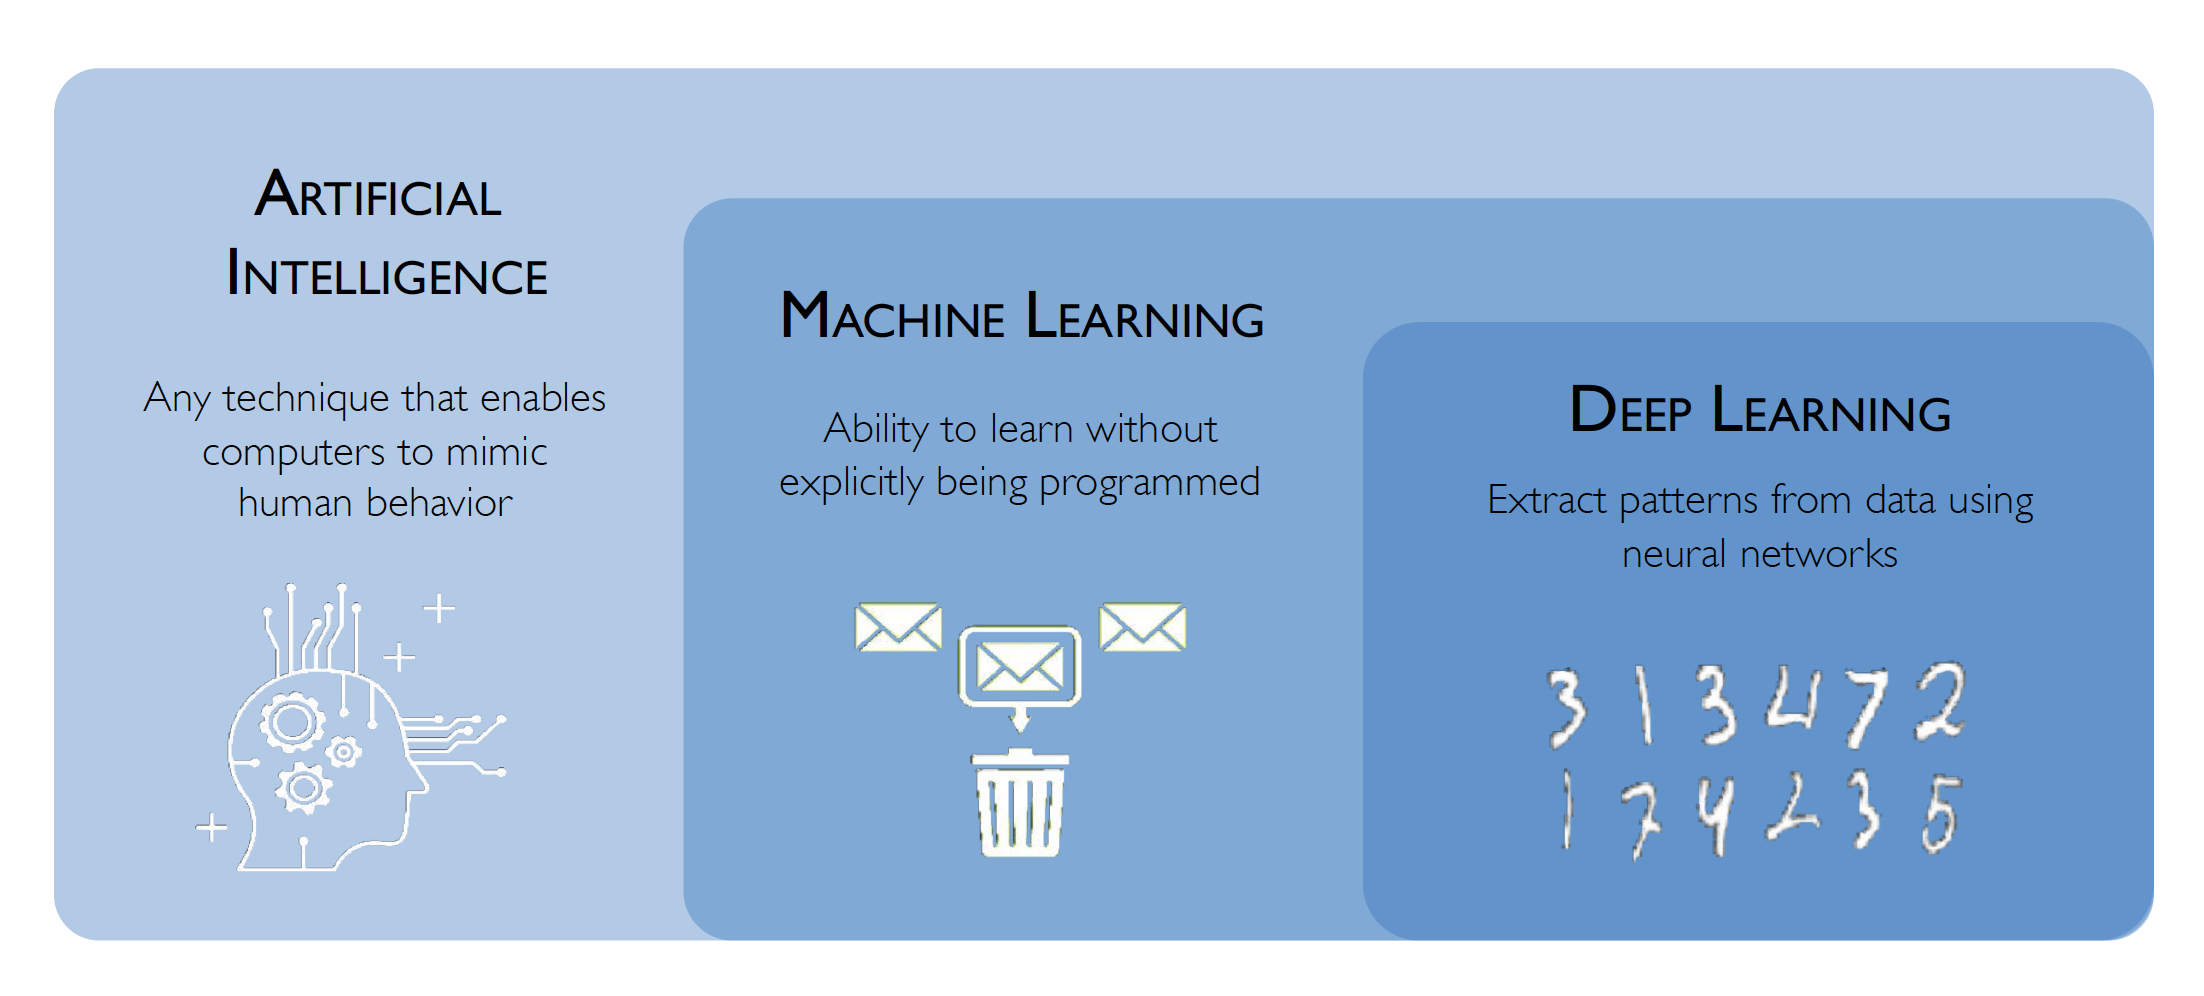 ARTIFICIAL
INTELLIGENCE
Any technique that enables
computers to mimic
human behavior
MACHINE LEARNING
Ability to learn without
explicitly being programmed
DEEP LEARNING
Extract patterns from data using
neural networks
3 1 3 4 7 2
1 7 4 2 3 5